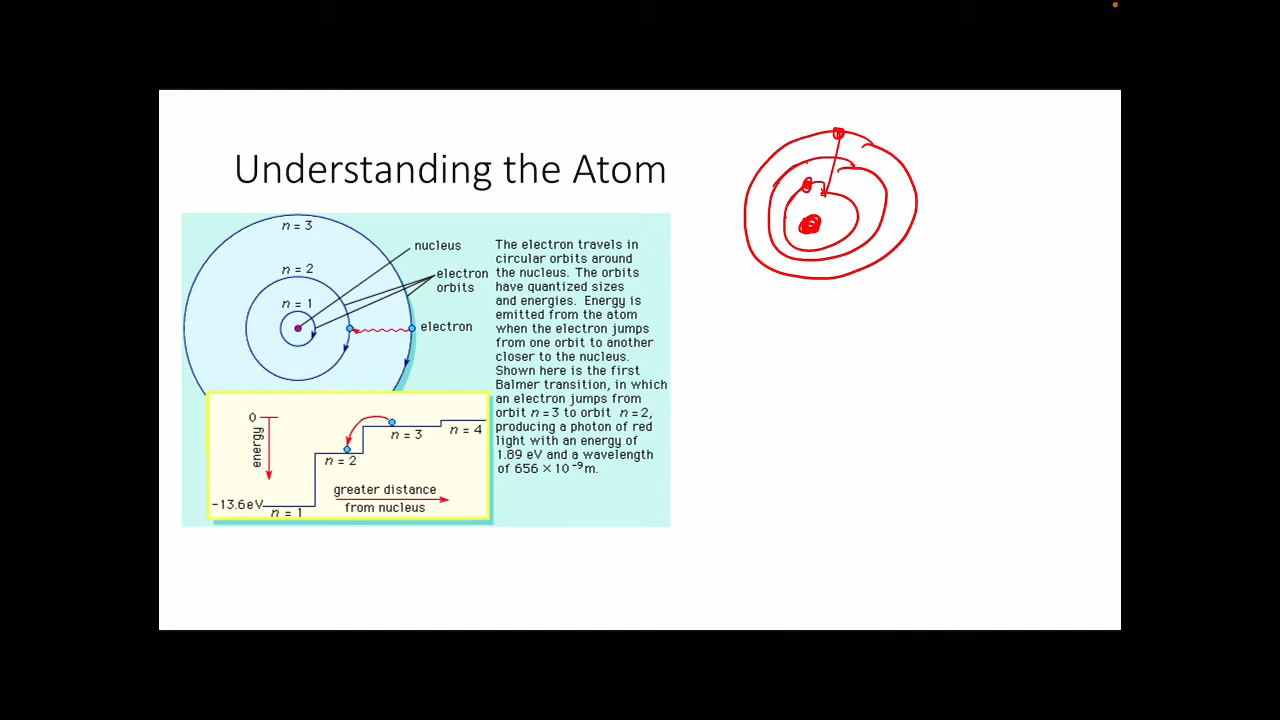 Understanding the Atom
n = 3
n = 2
n = 1
nucleus
electron
orbits
electron
The electron travels in
circular orbits around
the nucleus. The orbits
have quantized sizes
and energies. Energy is
emitted from the atom
when the electron jumps
from one orbit to another
closer to the nucleus.
Shown here is the first
Balmer transition, in which
an electron jumps from
orbit n = 3 to orbit n = 2,
producing a photon of red
light with an energy of
1.89 eV and a wavelength
of 656 × 10⁻⁹ m.
0
energy
-13.6eV
n = 1
n = 2
n = 3
n = 4
greater distance
from nucleus